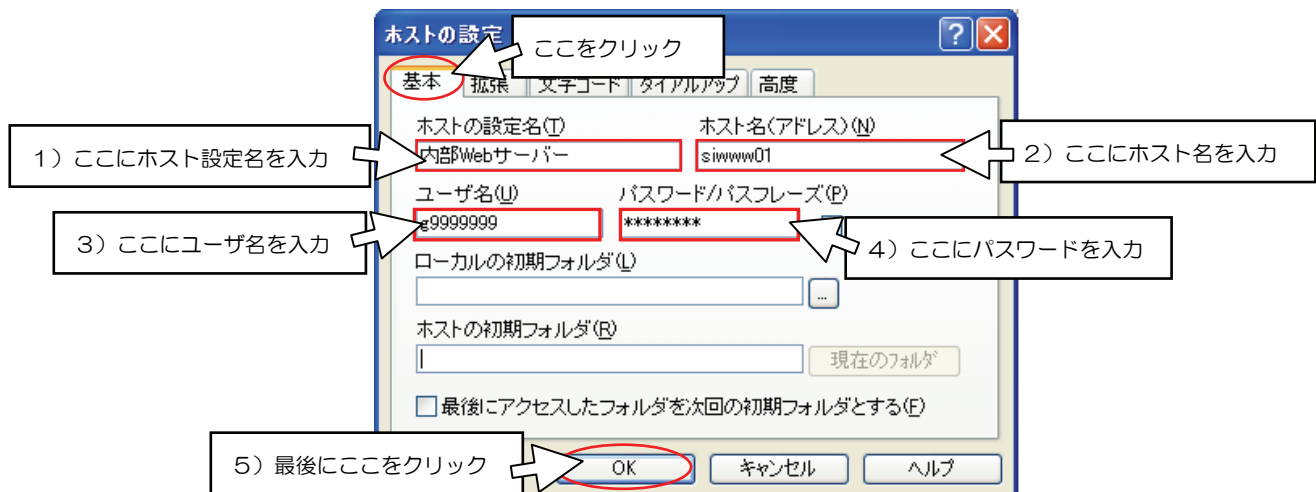 ホストの設定
ここをクリック
基本 拡張 文字コード ダイアルアップ 高度
ホストの設定名(T) ホスト名(アドレス)(N)
1)ここにホスト設定名を入力
内部Webサーバー siwww01
2)ここにホスト名を入力
ユーザ名(U) パスワード/パスフレーズ(P)
3)ここにユーザ名を入力
g9999999 ********
4)ここにパスワードを入力
ローカルの初期フォルダ(L)
...
ホストの初期フォルダ(R)
現在のフォルダ
最後にアクセスしたフォルダを次回の初期フォルダとする(F)
5)最後にここをクリック
OK キャンセル ヘルプ